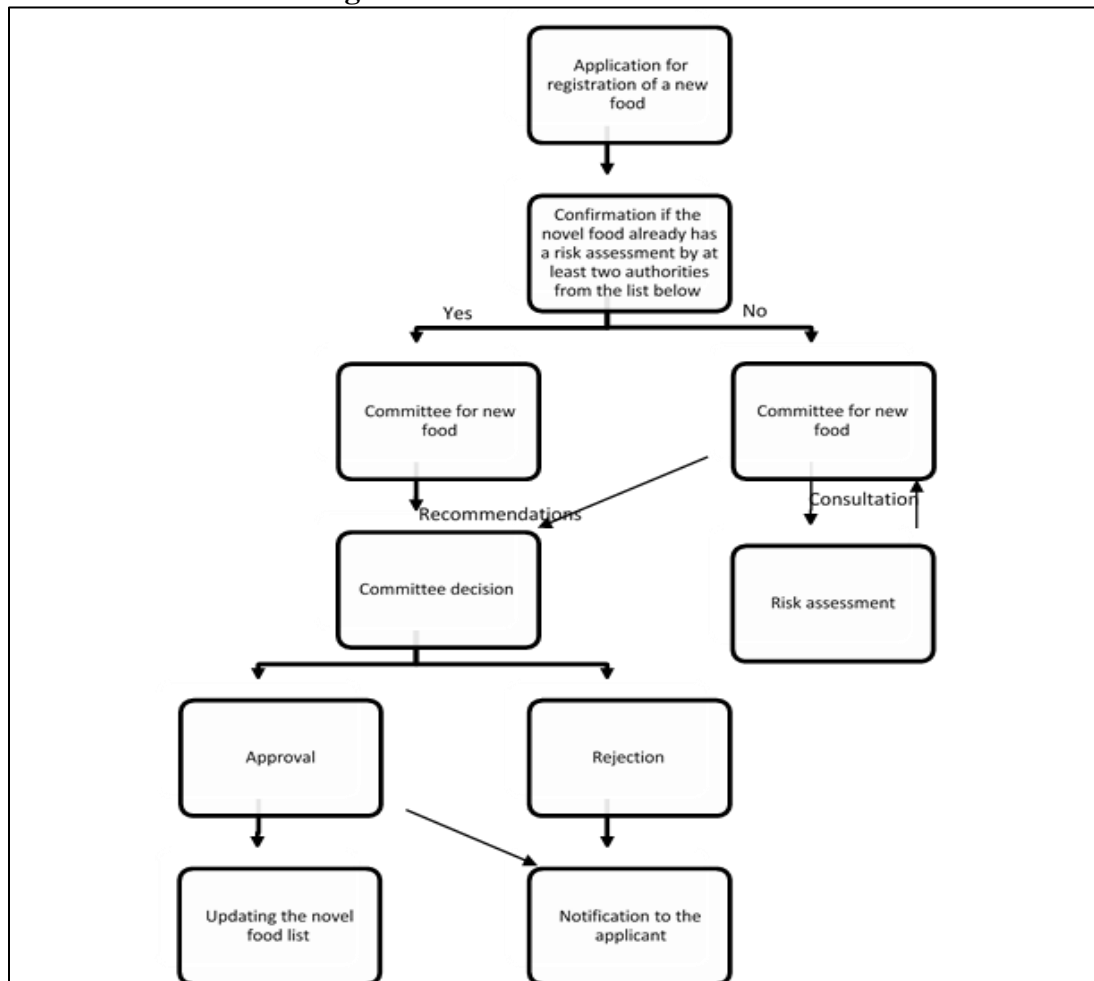 Application for
registration of a new
food
Confirmation if the
novel food already has
a risk assessment by at
least two authorities
from the list below
Yes
No
Committee for new
food
Committee for new
food
Recommendations
Consultation
Committee decision
Risk assessment
Approval
Rejection
Updating the novel
food list
Notification to the
applicant